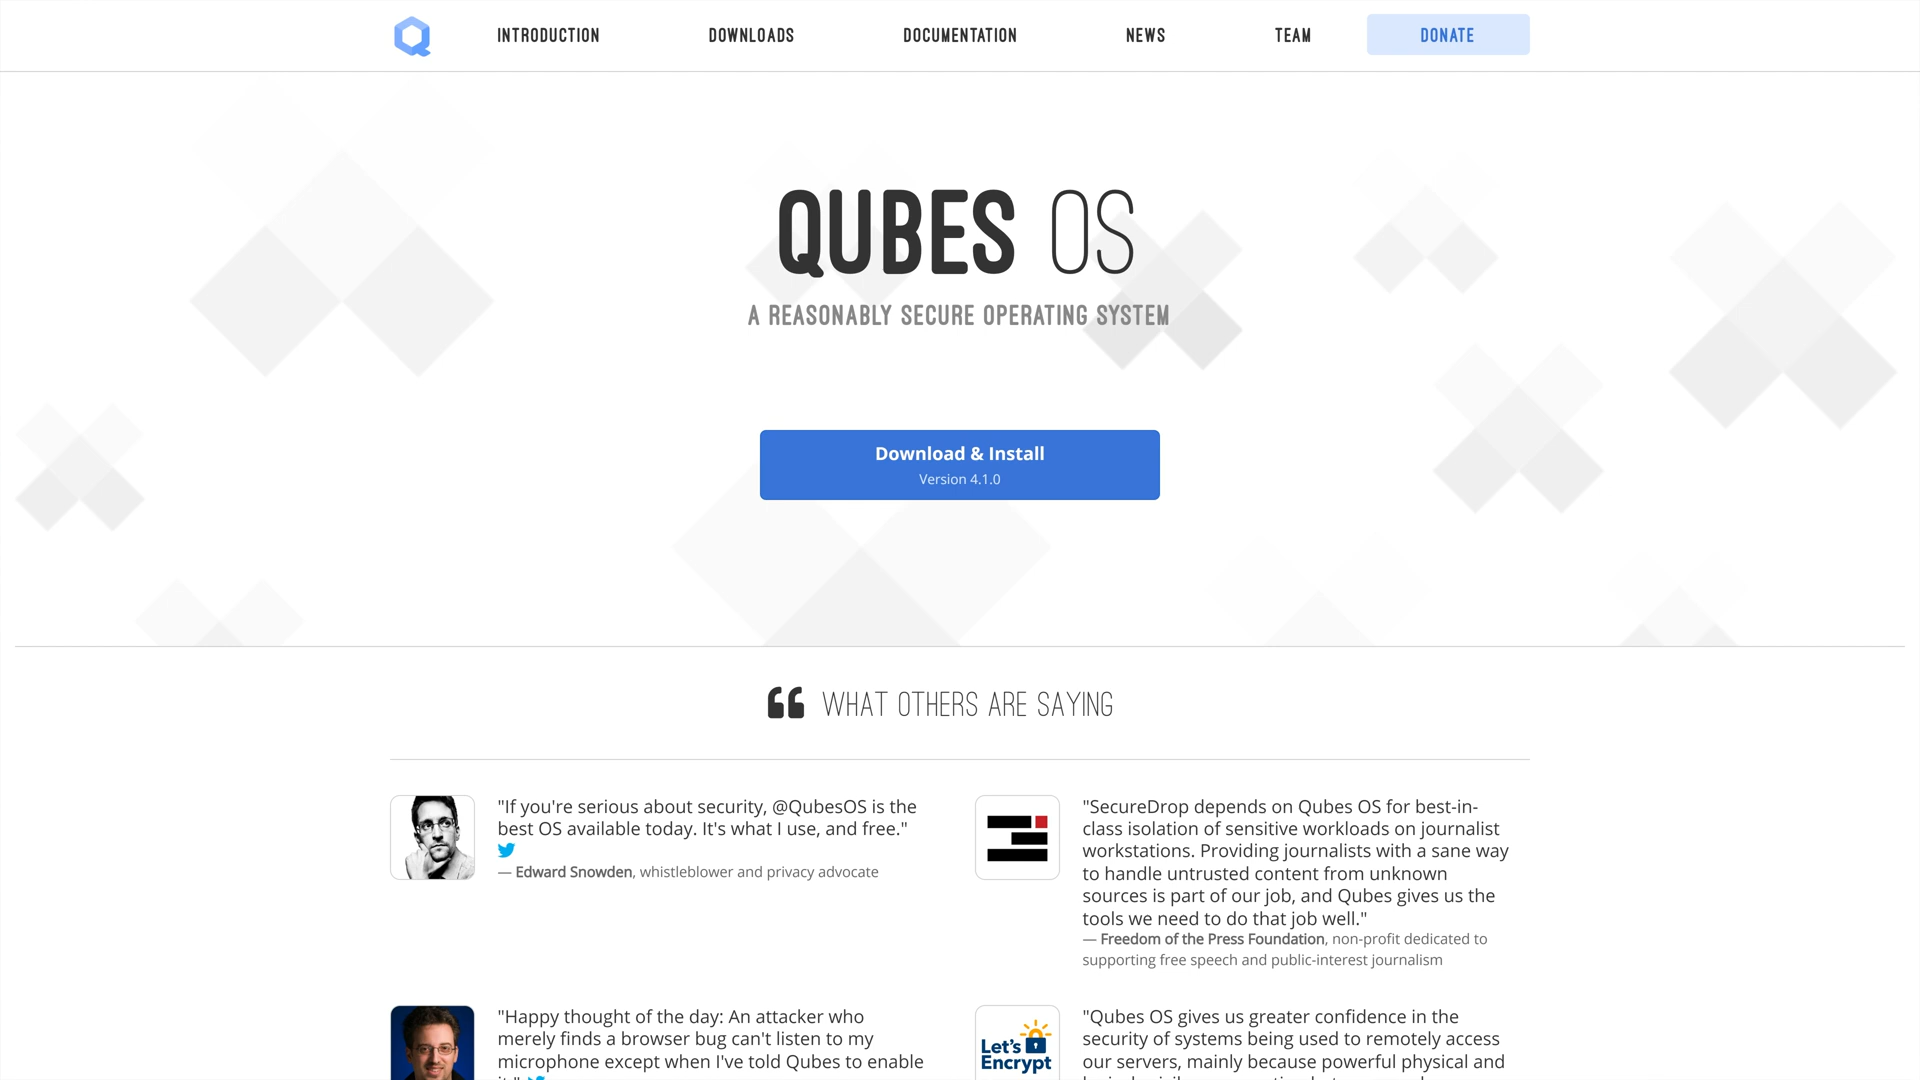 INTRODUCTION
DOWNLOADS
DOCUMENTATION
NEWS
TEAM
DONATE
QUBES OS
A REASONABLY SECURE OPERATING SYSTEM
Download & Install
Version 4.1.0
WHAT OTHERS ARE SAYING
"If you're serious about security, @QubesOS is the
best OS available today. It's what I use, and free."
— Edward Snowden, whistleblower and privacy advocate
"SecureDrop depends on Qubes OS for best-in-
class isolation of sensitive workloads on journalist
workstations. Providing journalists with a sane way
to handle untrusted content from unknown
sources is part of our job, and Qubes gives us the
tools we need to do that job well."
— Freedom of the Press Foundation, non-profit dedicated to
supporting free speech and public-interest journalism
"Happy thought of the day: An attacker who
merely finds a browser bug can't listen to my
microphone except when I've told Qubes to enable
Let's
Encrypt
"Qubes OS gives us greater confidence in the
security of systems being used to remotely access
our servers, mainly because powerful physical and